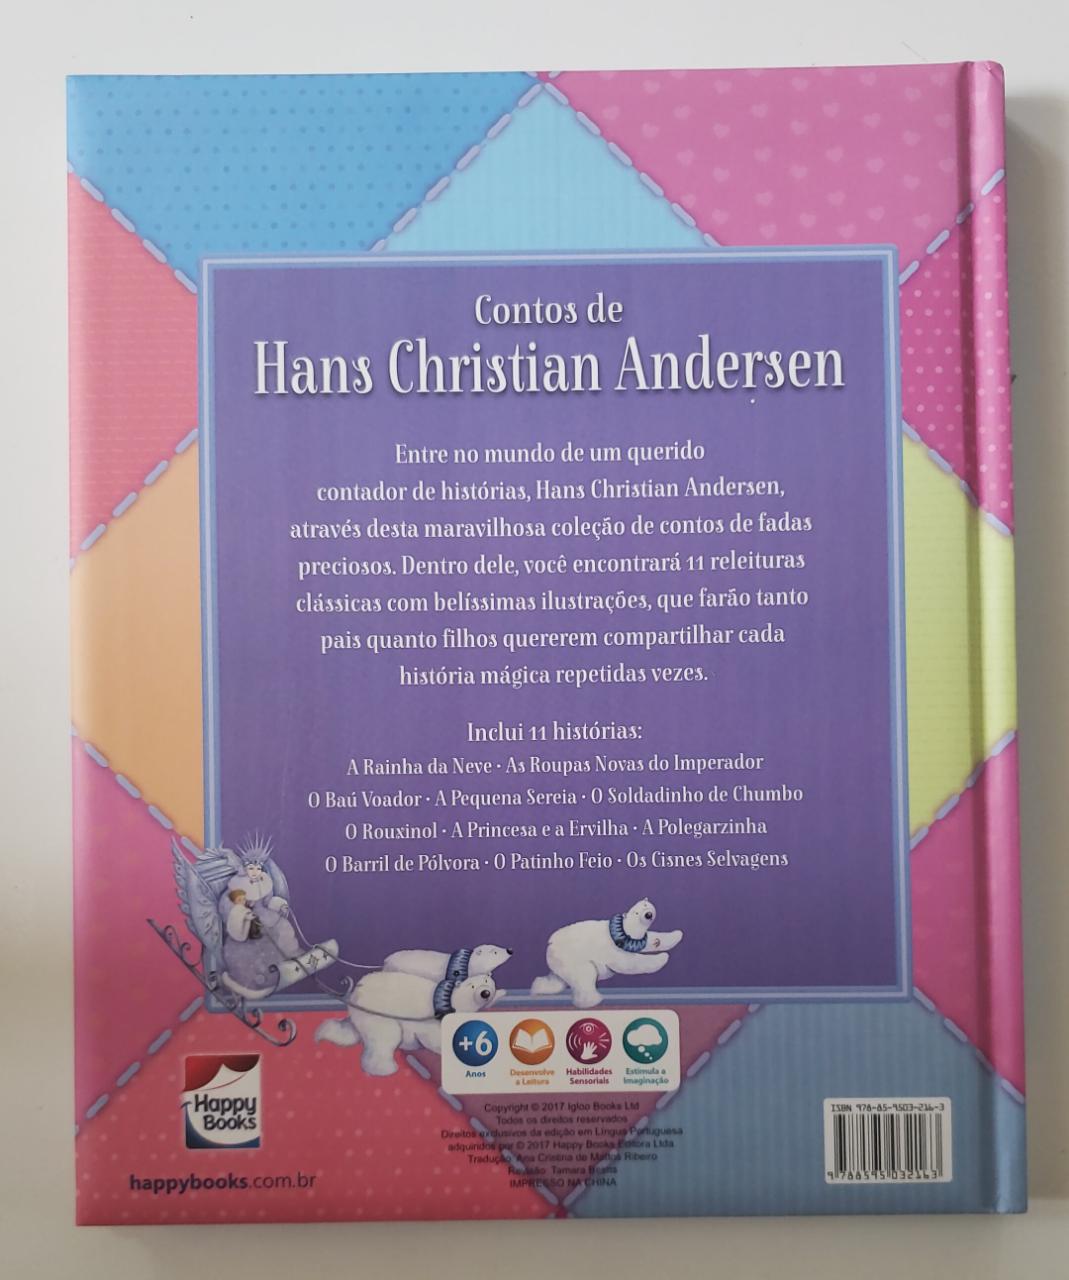 Contos de
Hans Christian Andersen
Entre no mundo de um querido
contador de histórias, Hans Christian Andersen,
através desta maravilhosa coleção de contos de fadas
preciosos. Dentro dele, você encontrará 11 releituras
clássicas com belíssimas ilustrações, que farão tanto
pais quanto filhos quererem compartilhar cada
história mágica repetidas vezes.
Inclui 11 histórias:
A Rainha da Neve · As Roupas Novas do Imperador
O Baú Voador · A Pequena Sereia · O Soldadinho de Chumbo
O Rouxinol · A Princesa e a Ervilha · A Polegarzinha
O Barril de Pólvora · O Patinho Feio · Os Cisnes Selvagens
+6
Anos
Desenvolve
a Leitura
Habilidades
Sensoriais
Estimula a
Imaginação
Happy
Books
happybooks.com.br
Copyright © 2017 Igloo Books Ltd
Todos os direitos reservados
Direitos exclusivos da edição em Língua Portuguesa
adquiridos por © 2017 Happy Books Editora Ltda.
Tradução: Ana Cristina de Mattos Ribeiro
Revisão: Tamara
IMPRESSO NA CHINA
ISBN 978-85-9503-216-3
9 788595 032163